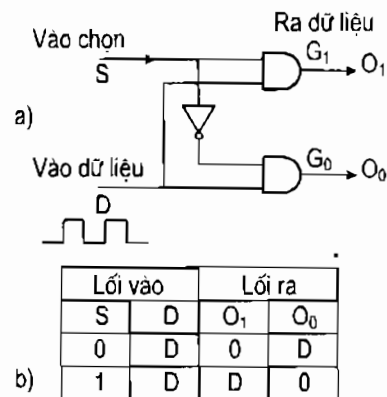 Ra dữ liệu
Vào chọn
S
G₁
O₁
a)
Vào dữ liệu
D
G₀
O₀
Lối vào Lối ra
S D O₁ O₀
0 D 0 D
b)
1 D D 0